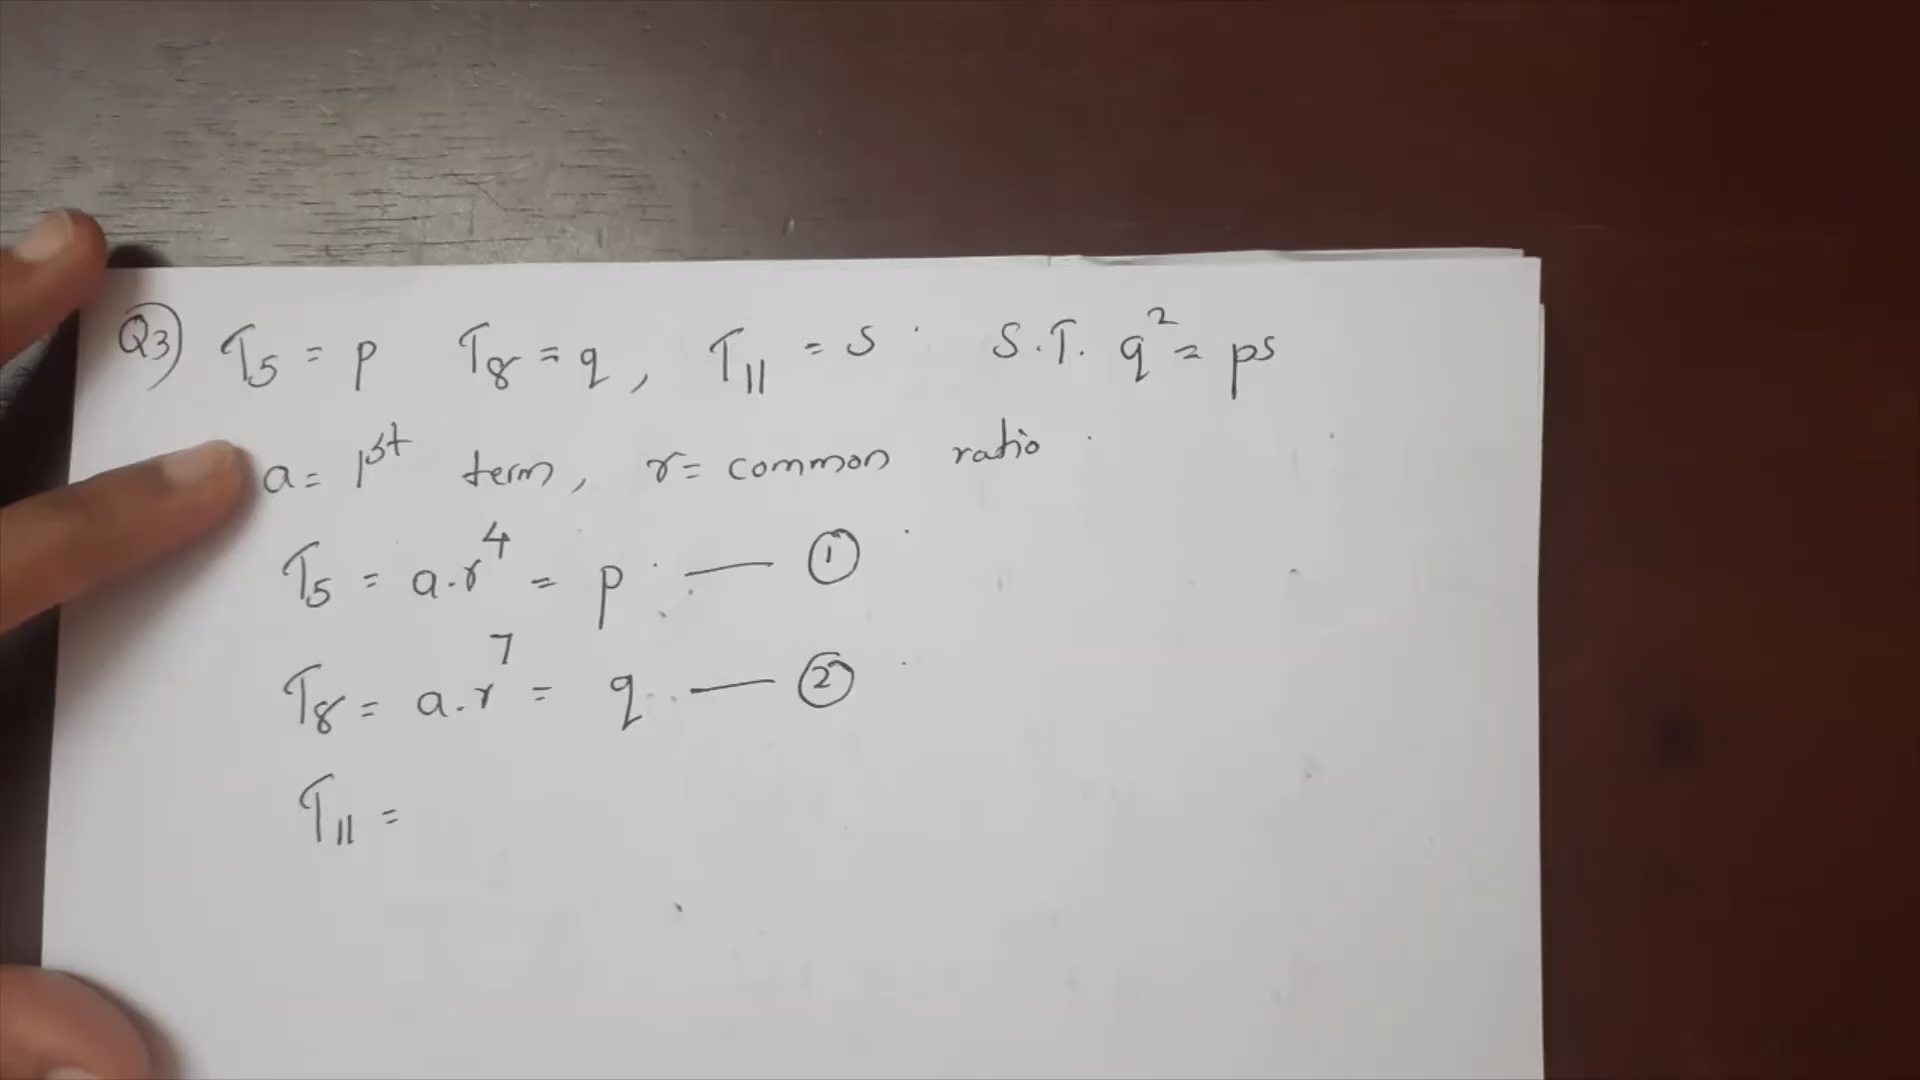 Q3) T₅ = p T₈ = q, T₁₁ = s. S.T. q² = ps
a = 1st term, r = common ratio.
T₅ = a.r⁴ = p. — ①
T₈ = a.r⁷ = q. — ②
T₁₁ =